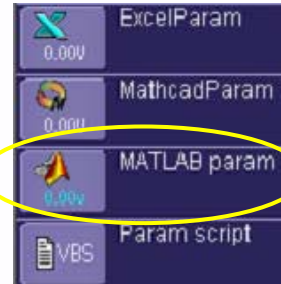 ExcelParam
0.00V
MathcadParam
0.00V
MATLAB param
0.00v
Param script
VBS